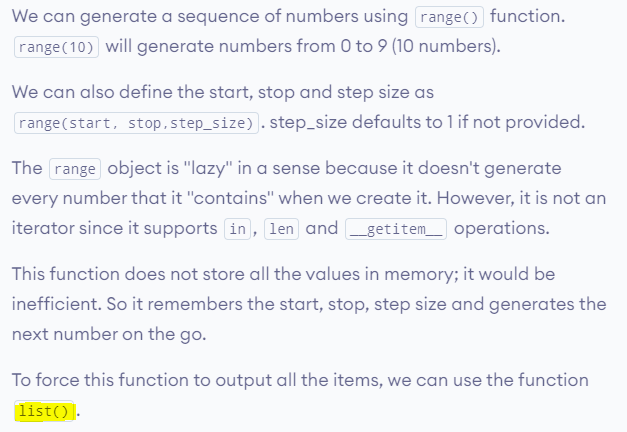 We can generate a sequence of numbers using range() function.
range(10) will generate numbers from 0 to 9 (10 numbers).
We can also define the start, stop and step size as
range(start, stop,step_size). step_size defaults to 1 if not provided.
The range object is "lazy" in a sense because it doesn't generate
every number that it "contains" when we create it. However, it is not an
iterator since it supports in, len and __getitem__ operations.
This function does not store all the values in memory; it would be
inefficient. So it remembers the start, stop, step size and generates the
next number on the go.
To force this function to output all the items, we can use the function
list().